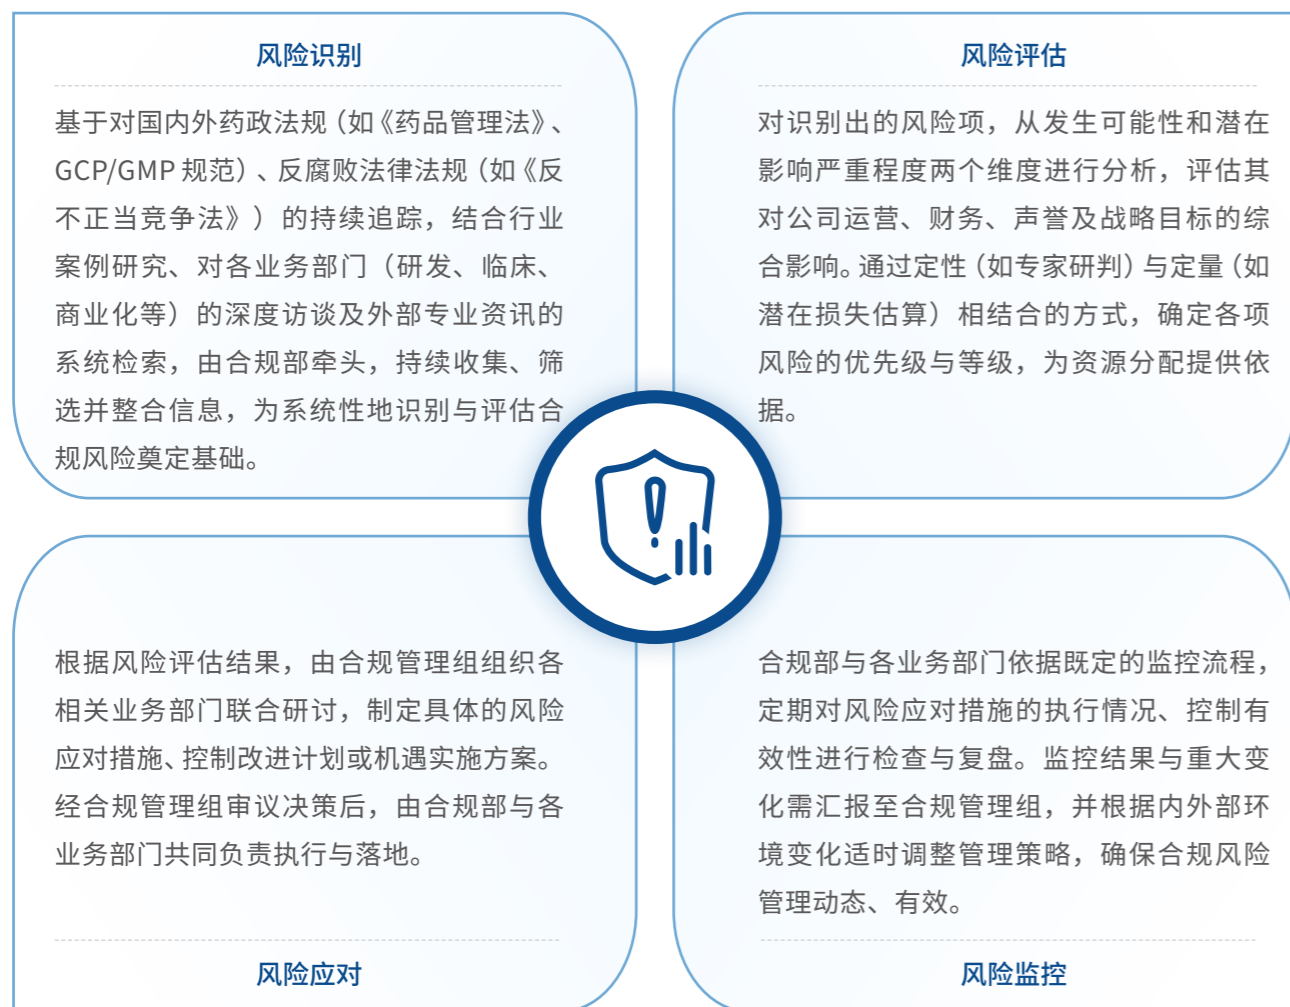 风险识别
基于对国内外药政法规（如《药品管理法》、
GCP/GMP 规范）、反腐败法律法规（如《反
不正当竞争法》）的持续追踪，结合行业
案例研究、对各业务部门（研发、临床、
商业化等）的深度访谈及外部专业资讯的
系统检索，由合规部牵头，持续收集、筛
选并整合信息，为系统性地识别与评估合
规风险奠定基础。
风险评估
对识别出的风险项，从发生可能性和潜在
影响严重程度两个维度进行分析，评估其
对公司运营、财务、声誉及战略目标的综
合影响。通过定性（如专家研判）与定量（如
潜在损失估算）相结合的方式，确定各项
风险的优先级与等级，为资源分配提供依
据。
根据风险评估结果，由合规管理组组织各
相关业务部门联合研讨，制定具体的风险
应对措施、控制改进计划或机遇实施方案。
经合规管理组审议决策后，由合规部与各
业务部门共同负责执行与落地。
风险应对
合规部与各业务部门依据既定的监控流程，
定期对风险应对措施的执行情况、控制有
效性进行检查与复盘。监控结果与重大变
化需汇报至合规管理组，并根据内外部环
境变化适时调整管理策略，确保合规风险
管理动态、有效。
风险监控